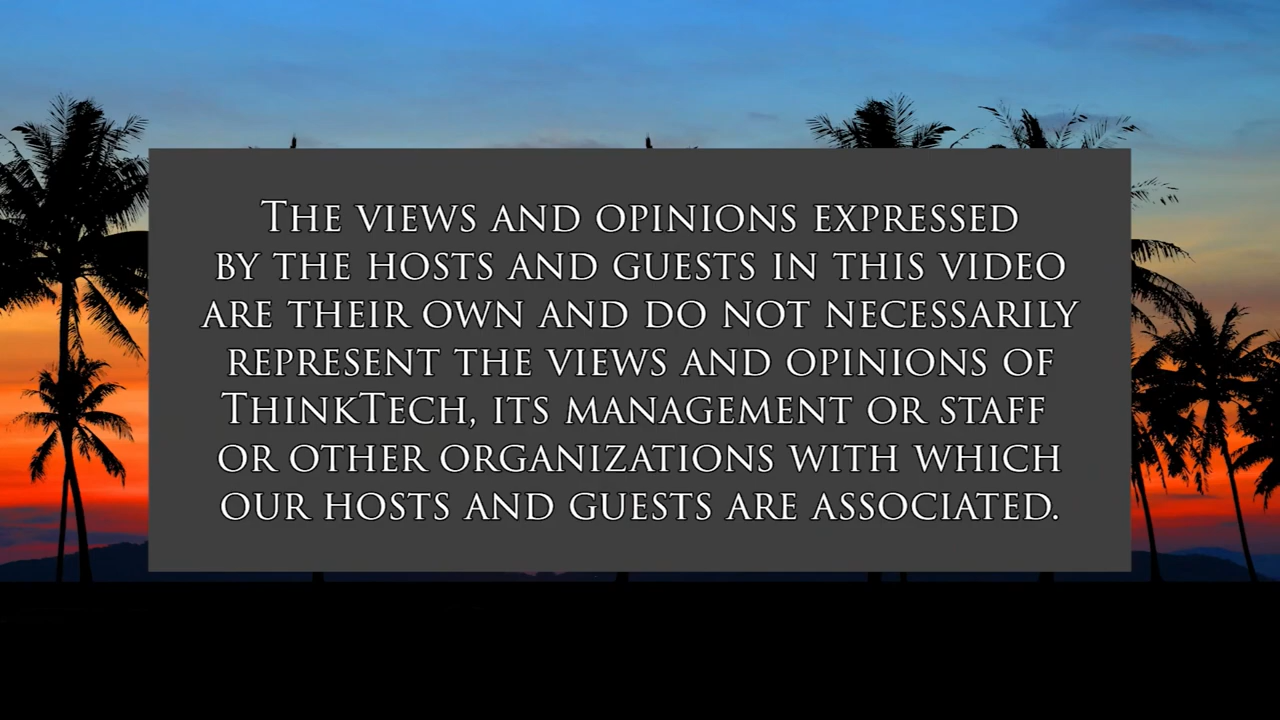 The views and opinions expressed
by the hosts and guests in this video
are their own and do not necessarily
represent the views and opinions of
ThinkTech, its management or staff
or other organizations with which
our hosts and guests are associated.